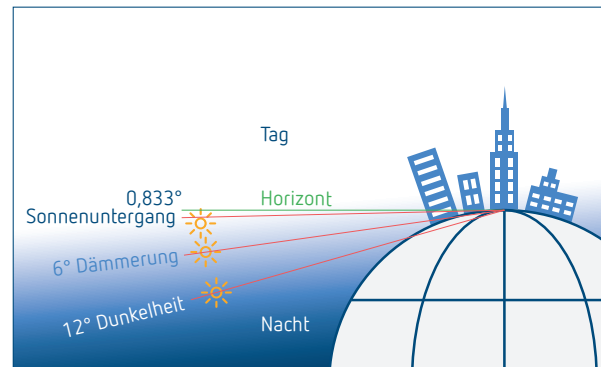 Tag
0,833°
Sonnenuntergang
Horizont
6° Dämmerung
12° Dunkelheit
Nacht